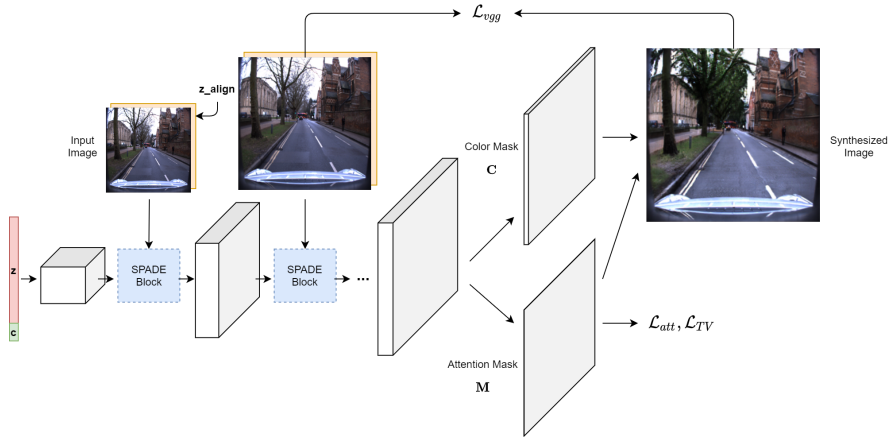 ℒ_vgg
z_align
Input
Image
Color Mask
C
Synthesized
Image
z
c
SPADE
Block
SPADE
Block
...
Attention Mask
M
ℒ_att, ℒ_TV